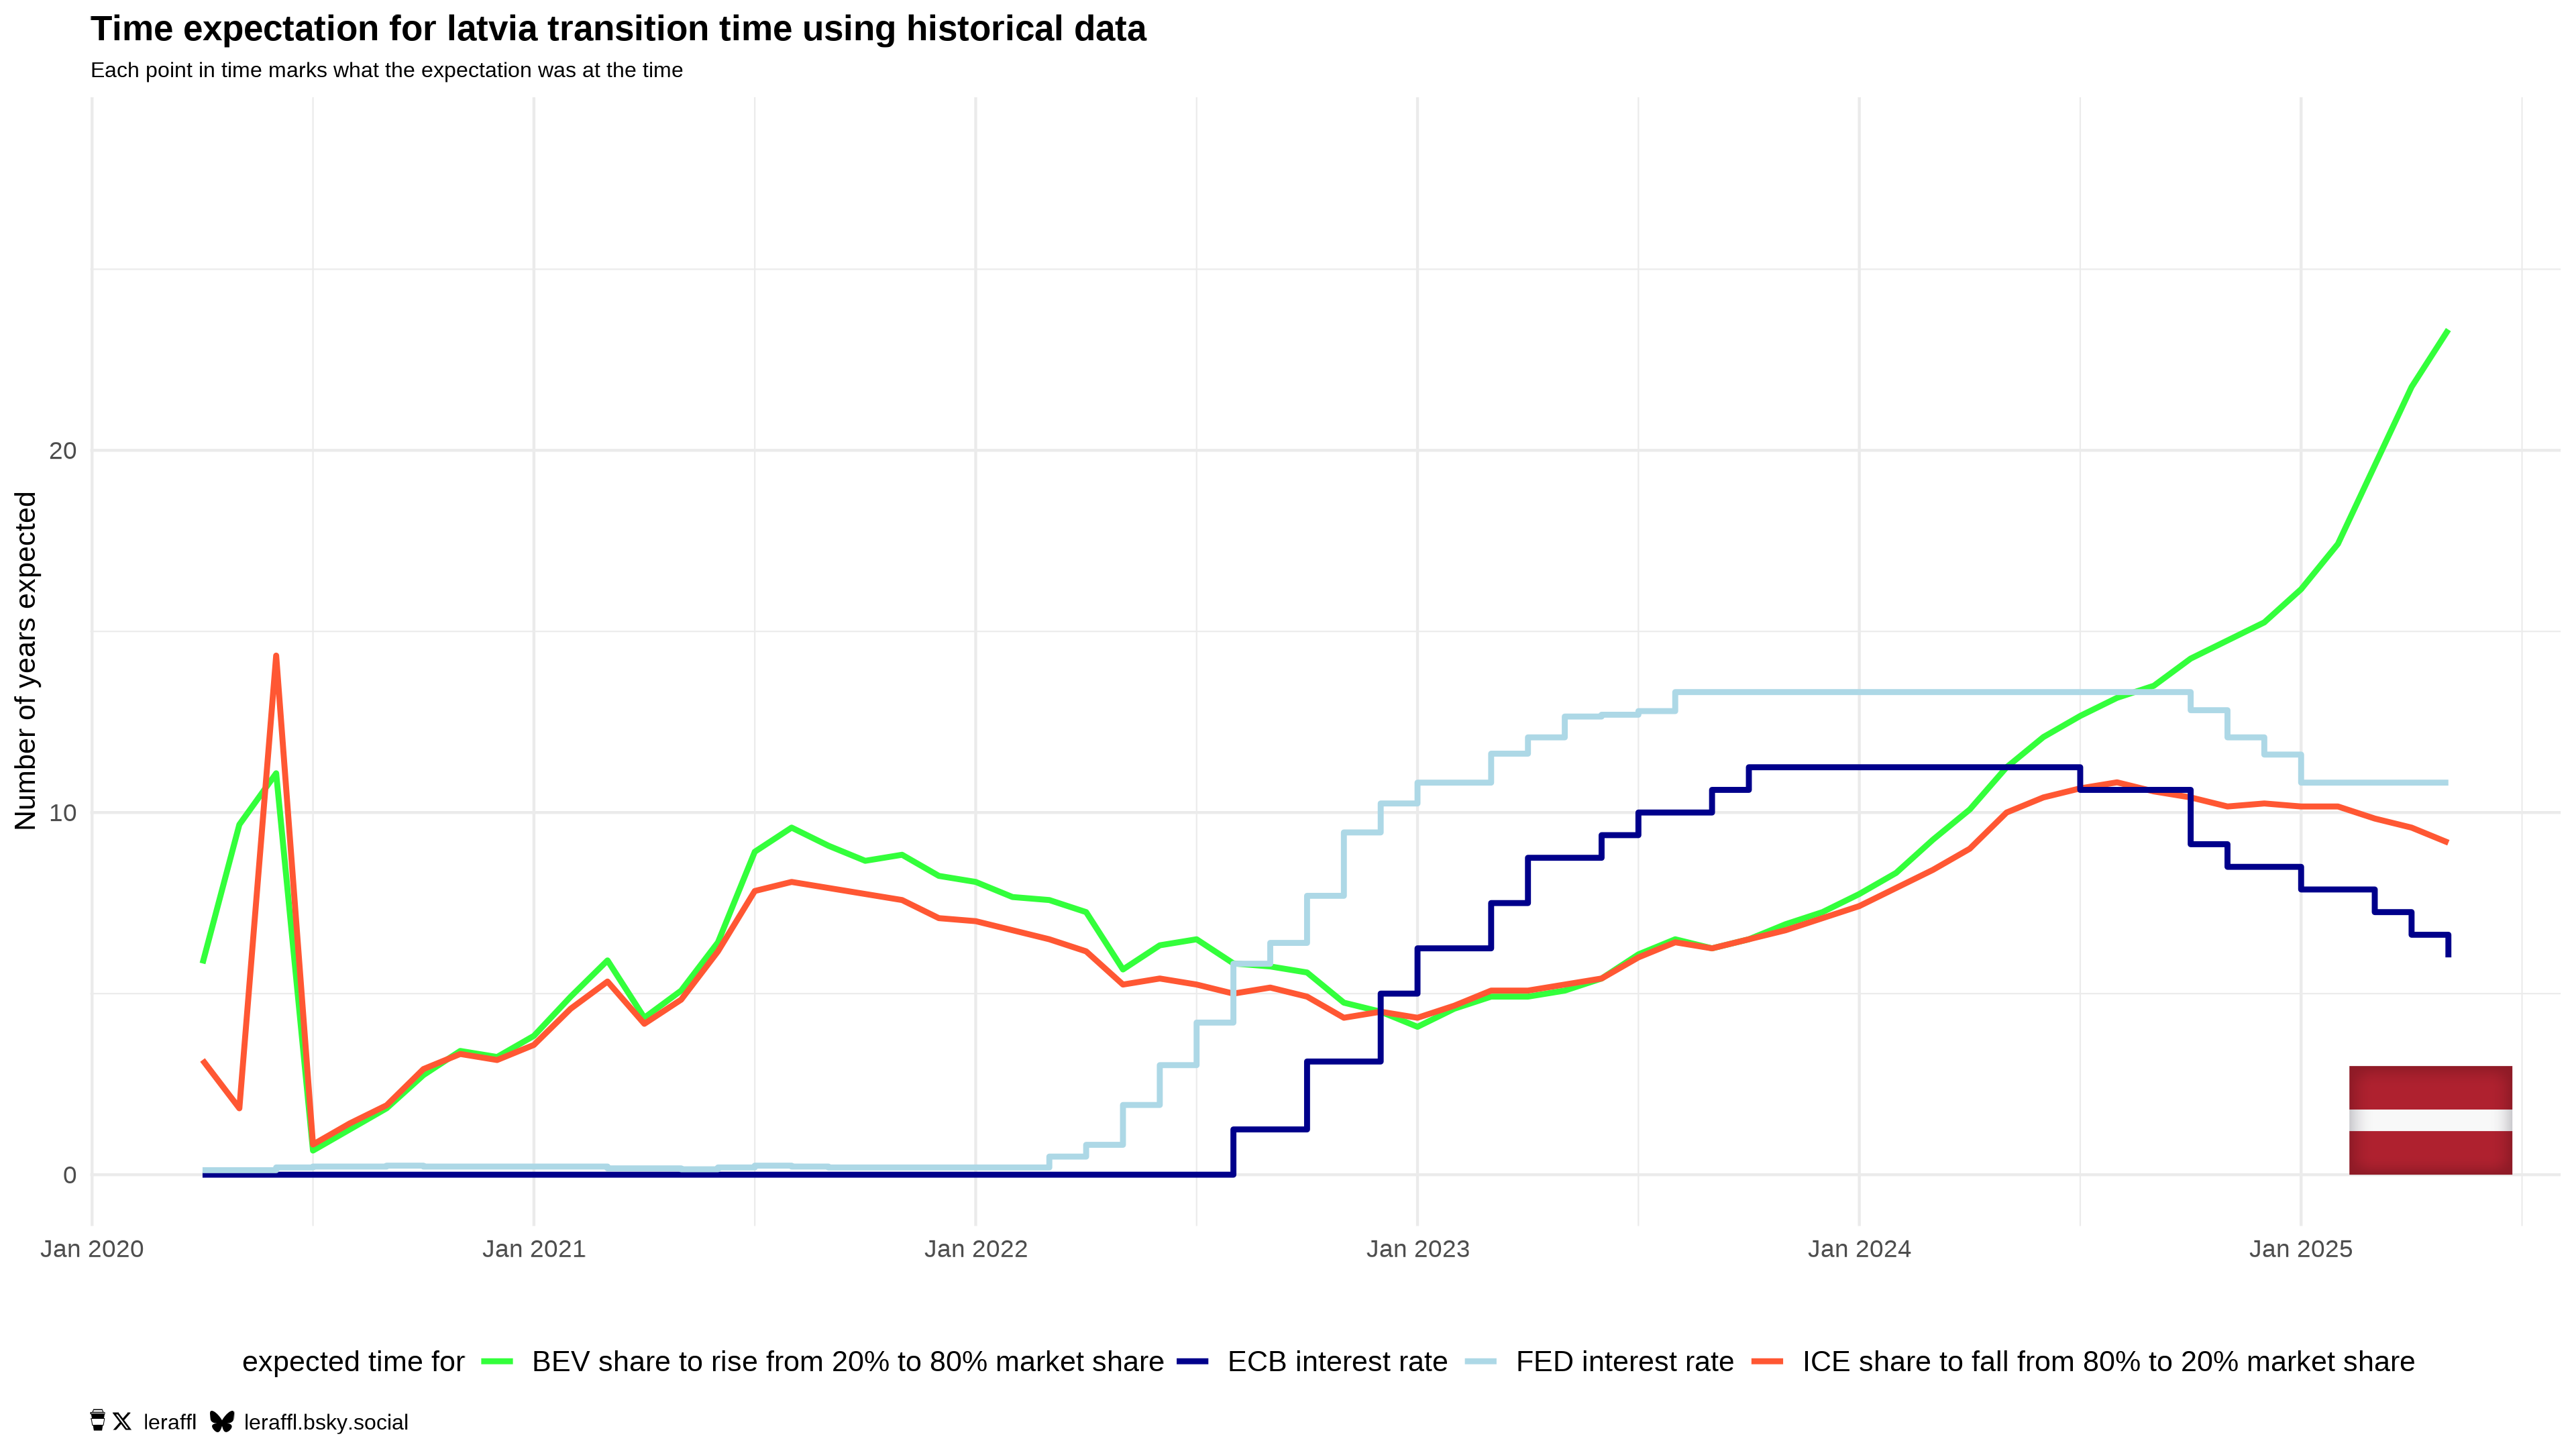 Time expectation for latvia transition time using historical data
Each point in time marks what the expectation was at the time
Number of years expected
20
10
0
Jan 2020 Jan 2021 Jan 2022 Jan 2023 Jan 2024 Jan 2025
expected time for BEV share to rise from 20% to 80% market share ECB interest rate FED interest rate ICE share to fall from 80% to 20% market share
leraffl leraffl.bsky.social